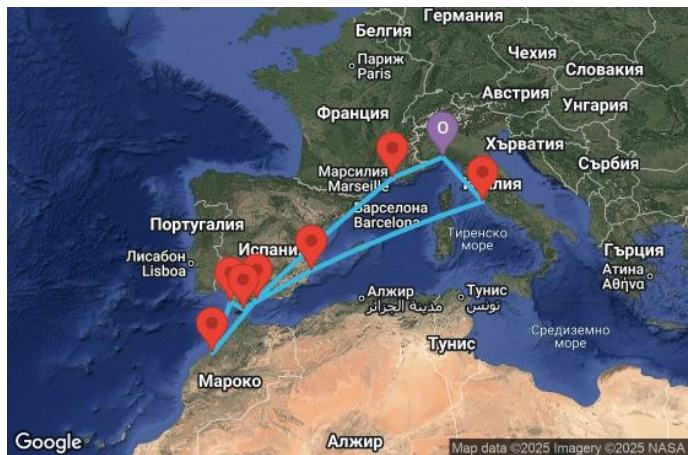 Германия
Белгия
Париж
Paris
Чехия
Словакия
Австрия
Унгария
Франция
O
Хърватия
Марсилия
Marseille
Сърбия
Барселона
Barcelona
Португалия
Тиренско
море
Лисабон
Lisboa
Гърция
Атина
Αθήνα
Алжир
مدينة الجزائر
Тунис
تونس
Средиземно
море
Тунис
Мароко
Алжир
Google
Map data ©2025 Imagery ©2025 NASA